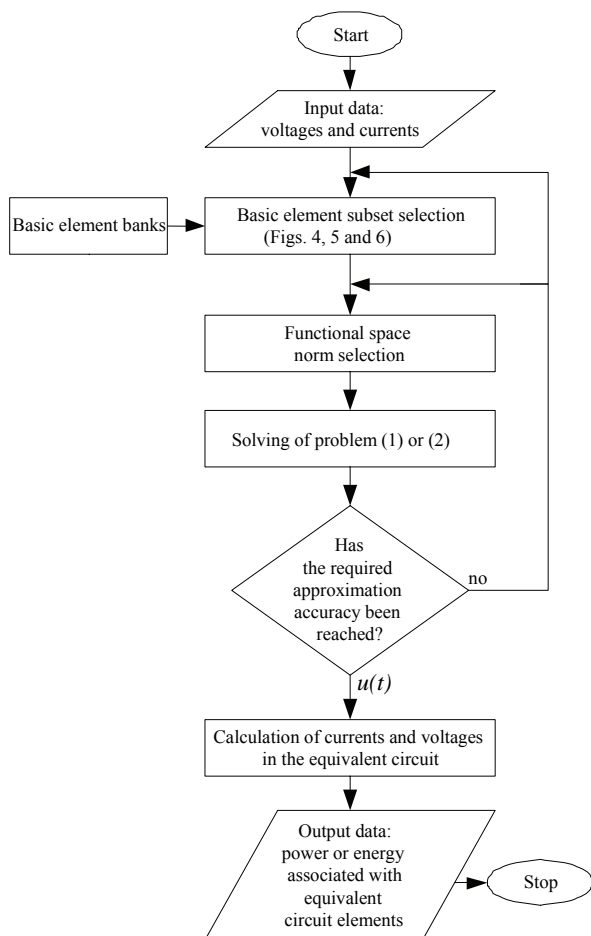 Start
Input data:
voltages and currents
Basic element banks
Basic element subset selection
(Figs. 4, 5 and 6)
Functional space
norm selection
Solving of problem (1) or (2)
Has
the required
approximation
accuracy been
reached?
no
u(t)
Calculation of currents and voltages
in the equivalent circuit
Output data:
power or energy
associated with
equivalent
circuit elements
Stop